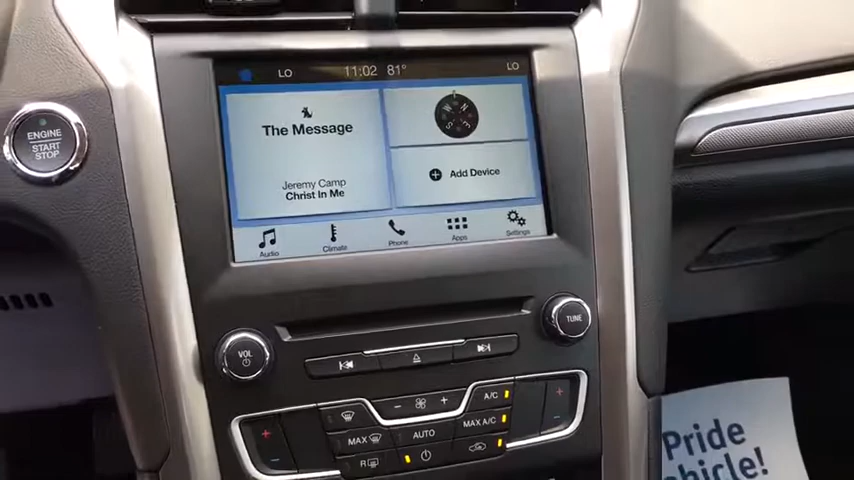 LO 11:02 81° LO
The Message
Jeremy Camp
Christ In Me
N
E
S
W
Add Device
Audio Climate Phone Apps Settings
ENGINE
START
STOP
VOL
TUNE
A/C
MAX
MAX A/C
AUTO
R
Pride
Vehicle.